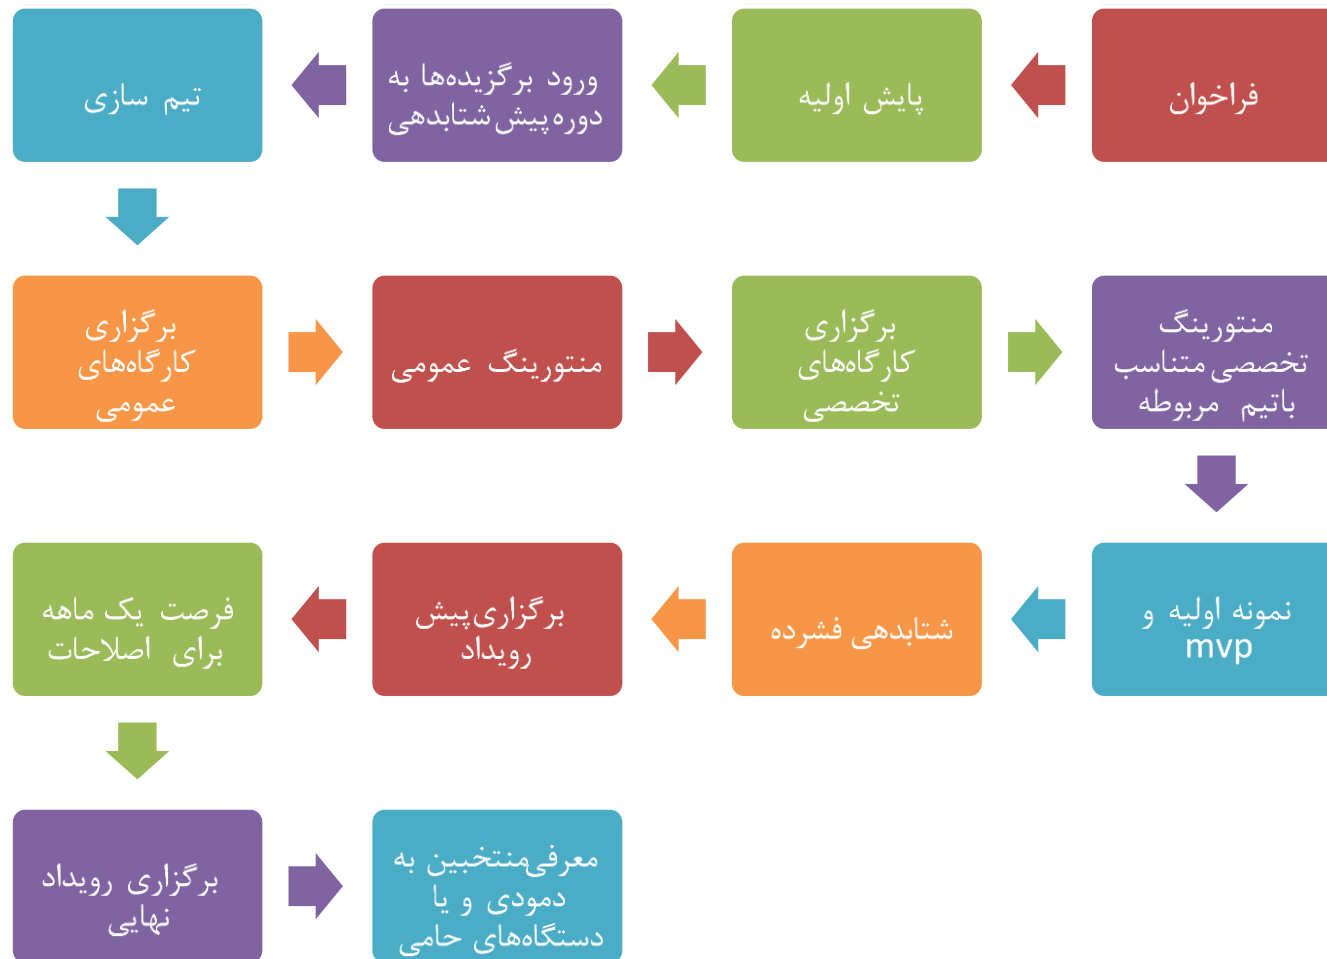 فراخوان
پایش اولیه
ورود برگزیده‌ها به
دوره پیش شتابدهی
تیم سازی
برگزاری
کارگاه‌های
عمومی
منتورینگ عمومی
برگزاری
کارگاه‌های
تخصصی
منتورینگ
تخصصی متناسب
باتیم مربوطه
نمونه اولیه و
mvp
شتابدهی فشرده
برگزاری پیش
رویداد
فرصت یک ماهه
برای اصلاحات
برگزاری رویداد
نهایی
معرفی منتخبین به
دمودی و یا
دستگاه‌های حامی